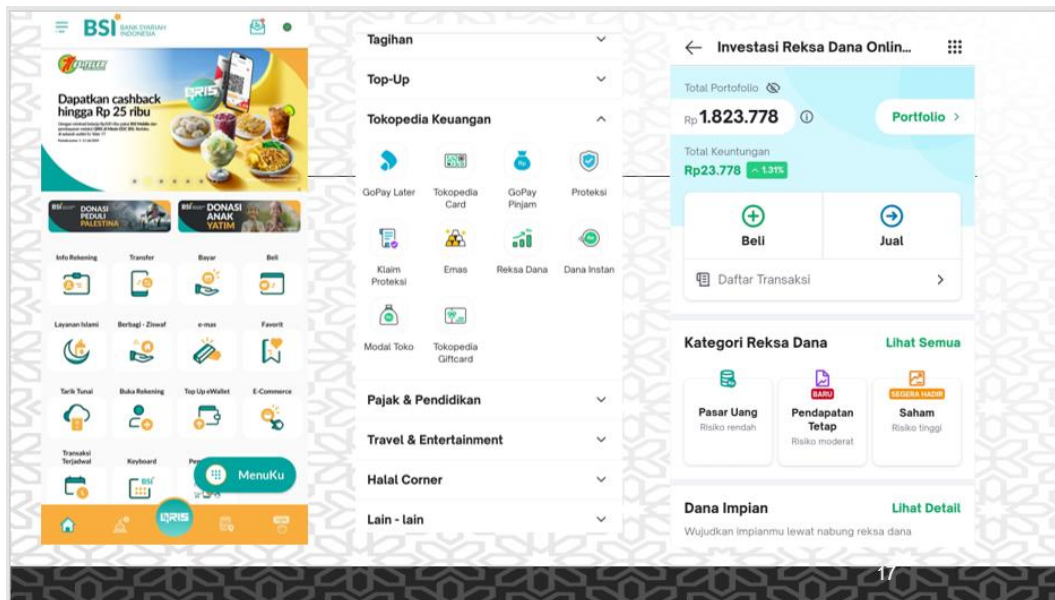 BSI BANK SYARIAH
INDONESIA
Dapatkan cashback
hingga Rp 25 ribu
QRIS
BSI DONASI
PEDULI
PALESTINA
BSI DONASI
ANAK
YATIM
Info Rekening Transfer Bayar Beli
Layanan Islami Berbagi - Ziswaf e-mas Favorit
Tarik Tunai Buka Rekening Top Up eWallet E-Commerce
Transaksi
Terjadwal Keyboard
BSI
MenuKu
QRIS
Tagihan
Top-Up
Tokopedia Keuangan
GoPay Later Tokopedia
Card GoPay
Pinjam Proteksi
Klaim
Proteksi Emas Reksa Dana Dana Instan
Modal Toko Tokopedia
Giftcard
Pajak & Pendidikan
Travel & Entertainment
Halal Corner
Lain - lain
Investasi Reksa Dana Onlin...
Total Portofolio
Rp 1.823.778
Portfolio
Total Keuntungan
Rp23.778 1.31%
Beli Jual
Daftar Transaksi
Kategori Reksa Dana Lihat Semua
BARU SEGERA HADIR
Pasar Uang
Risiko rendah
Pendapatan
Tetap
Risiko moderat
Saham
Risiko tinggi
Dana Impian Lihat Detail
Wujudkan impianmu lewat nabung reksa dana
17